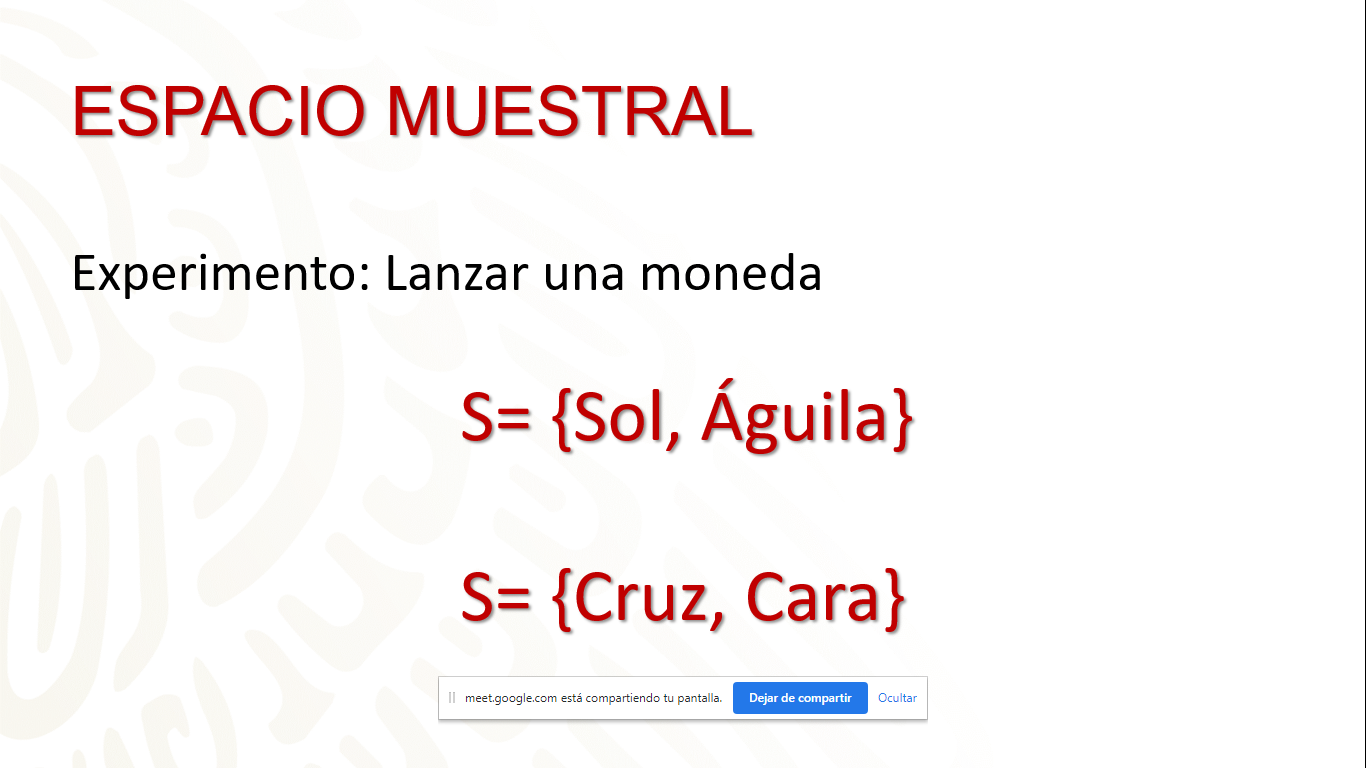 ESPACIO MUESTRAL
Experimento: Lanzar una moneda
S= {Sol, Águila}
S= {Cruz, Cara}
meet.google.com está compartiendo tu pantalla. Dejar de compartir Ocultar